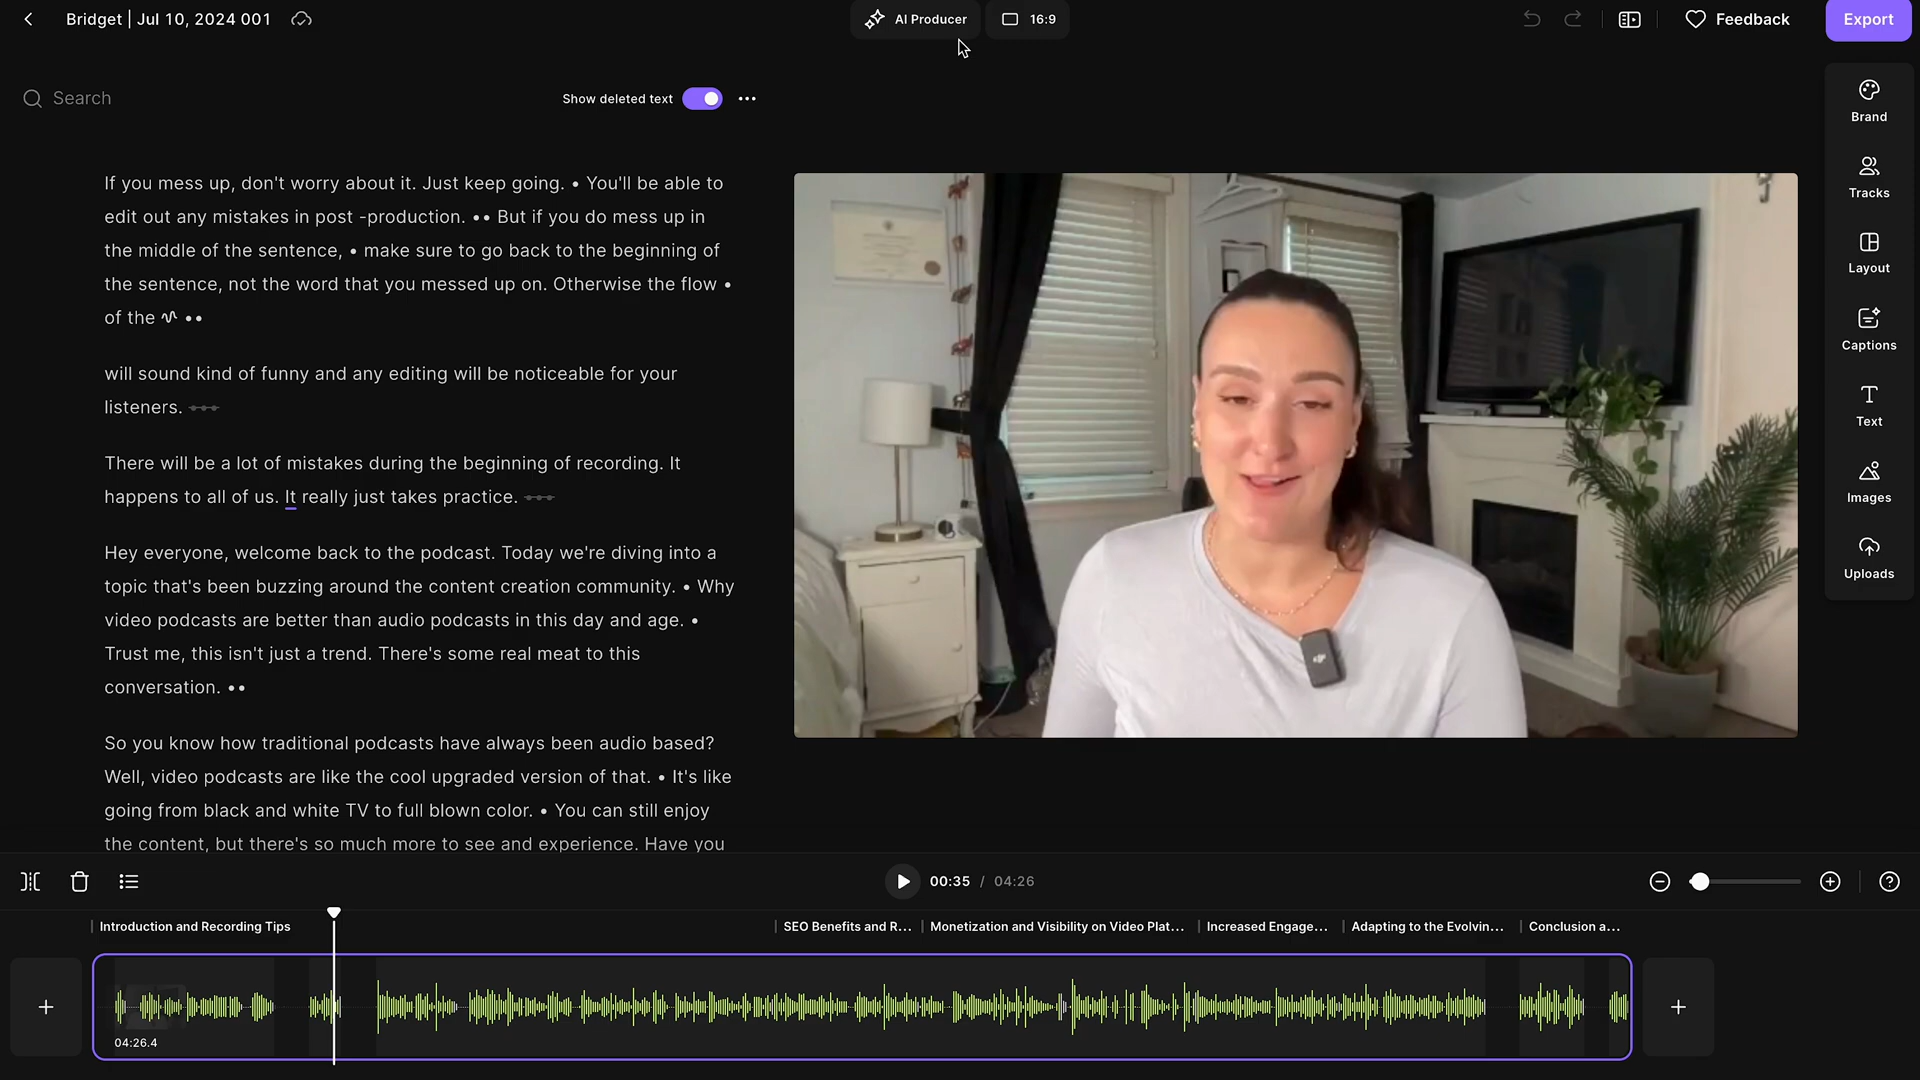 Bridget | Jul 10, 2024 001
AI Producer
16:9
Feedback
Export
Search
Show deleted text
If you mess up, don't worry about it. Just keep going. • You'll be able to
edit out any mistakes in post -production. •• But if you do mess up in
the middle of the sentence, • make sure to go back to the beginning of
the sentence, not the word that you messed up on. Otherwise the flow •
of the ••
will sound kind of funny and any editing will be noticeable for your
listeners.
There will be a lot of mistakes during the beginning of recording. It
happens to all of us. It really just takes practice.
Hey everyone, welcome back to the podcast. Today we're diving into a
topic that's been buzzing around the content creation community. • Why
video podcasts are better than audio podcasts in this day and age. •
Trust me, this isn't just a trend. There's some real meat to this
conversation. ••
So you know how traditional podcasts have always been audio based?
Well, video podcasts are like the cool upgraded version of that. • It's like
going from black and white TV to full blown color. • You can still enjoy
the content, but there's so much more to see and experience. Have you
Brand
Tracks
Layout
Captions
Text
Images
Uploads
00:35 / 04:26
Introduction and Recording Tips
SEO Benefits and R...
Monetization and Visibility on Video Plat...
Increased Engage...
Adapting to the Evolvin...
Conclusion a...
04:26.4